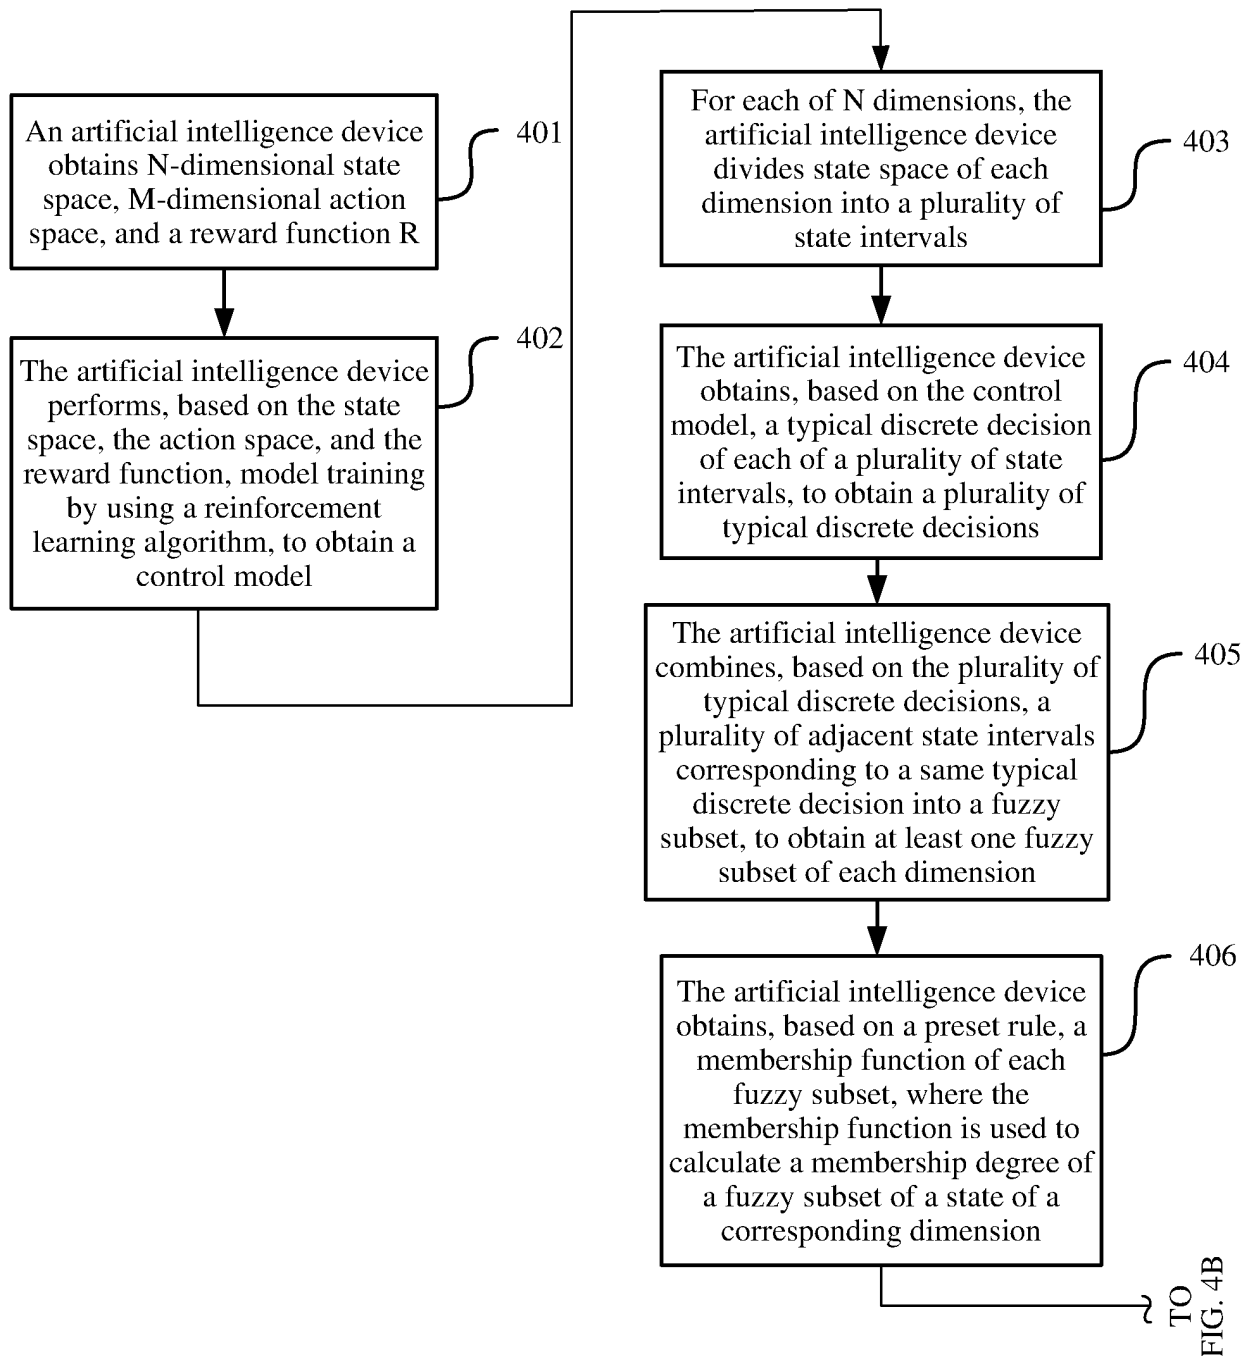 An artificial intelligence device
obtains N-dimensional state
space, M-dimensional action
space, and a reward function R
401
The artificial intelligence device
performs, based on the state
space, the action space, and the
reward function, model training
by using a reinforcement
learning algorithm, to obtain a
control model
402
For each of N dimensions, the
artificial intelligence device
divides state space of each
dimension into a plurality of
state intervals
403
The artificial intelligence device
obtains, based on the control
model, a typical discrete decision
of each of a plurality of state
intervals, to obtain a plurality of
typical discrete decisions
404
The artificial intelligence device
combines, based on the plurality of
typical discrete decisions, a
plurality of adjacent state intervals
corresponding to a same typical
discrete decision into a fuzzy
subset, to obtain at least one fuzzy
subset of each dimension
405
The artificial intelligence device
obtains, based on a preset rule, a
membership function of each
fuzzy subset, where the
membership function is used to
calculate a membership degree of
a fuzzy subset of a state of a
corresponding dimension
406
TO
FIG. 4B